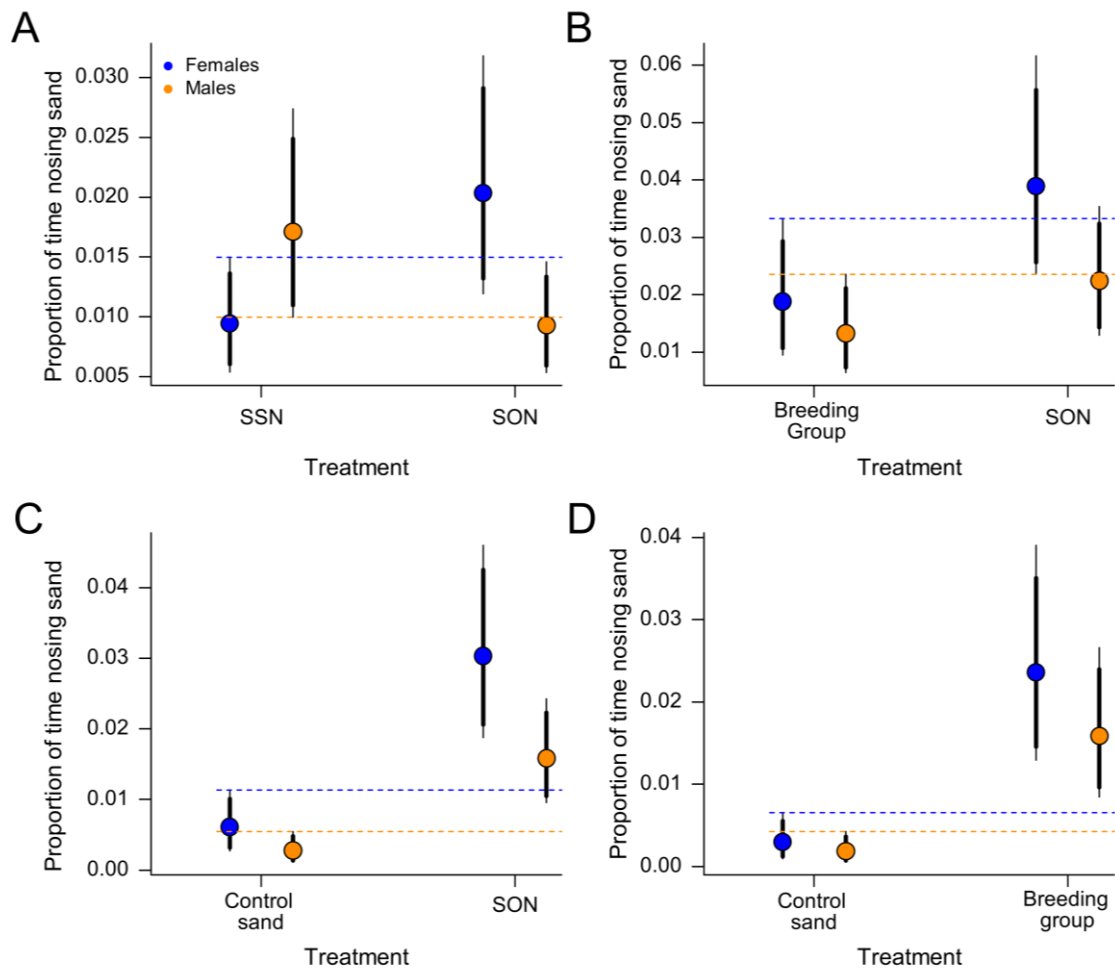 A
Proportion of time nosing sand
0.030
0.025
0.020
0.015
0.010
0.005
Females
Males
SSN
SON
Treatment
B
Proportion of time nosing sand
0.06
0.05
0.04
0.03
0.02
0.01
Breeding
Group
SON
Treatment
C
Proportion of time nosing sand
0.04
0.03
0.02
0.01
0.00
Control
sand
SON
Treatment
D
Proportion of time nosing sand
0.04
0.03
0.02
0.01
0.00
Control
sand
Breeding
group
Treatment